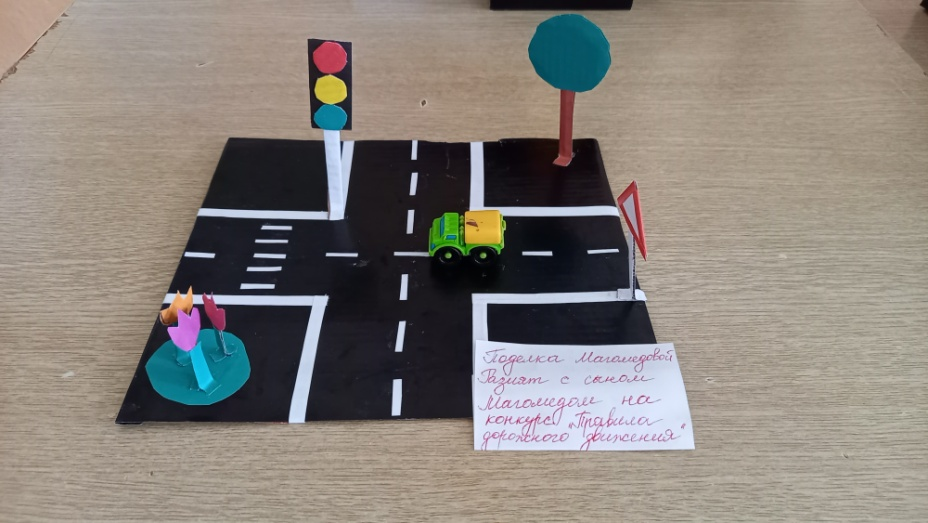 Поделка Магомедовой
Разият с сыном
Магомедом на
конкурс „Правила
дорожного движения"